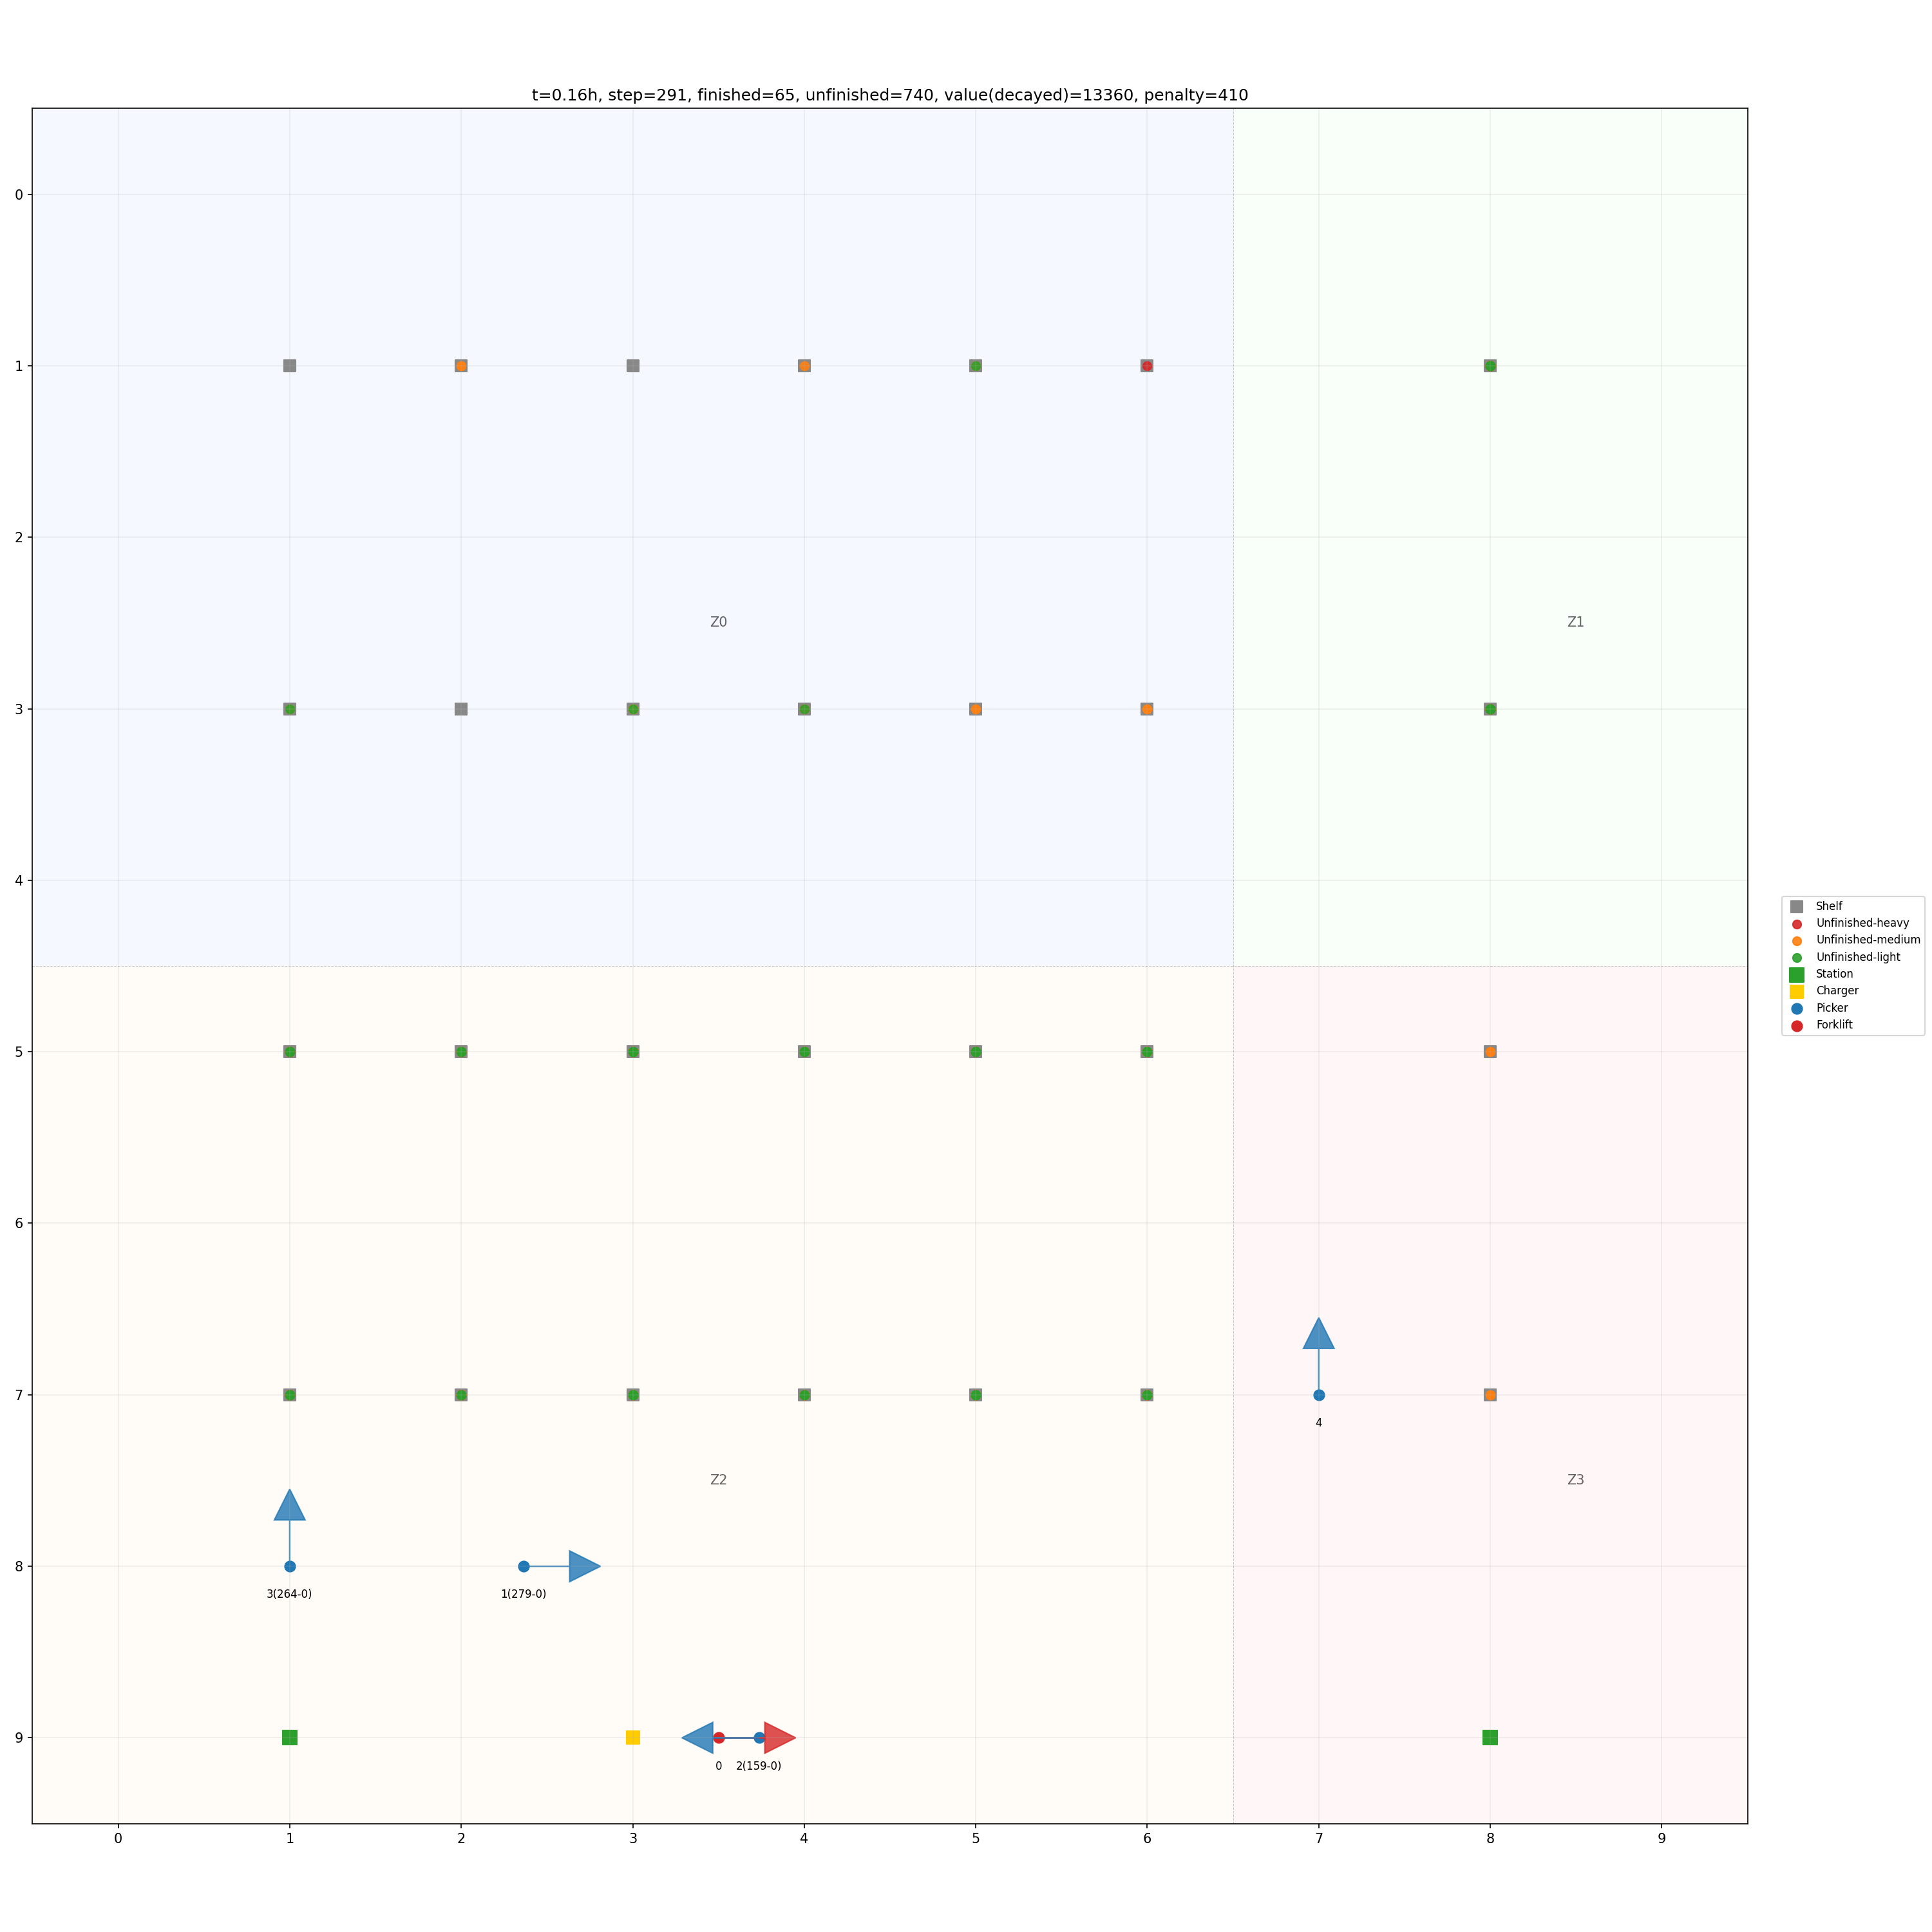 t=0.16h, step=291, finished=65, unfinished=740, value(decayed)=13360, penalty=410
0
1
2
Z0
Z1
3
4
Shelf
Unfinished-heavy
Unfinished-medium
Unfinished-light
Station
Charger
Picker
Forklift
5
6
7
4
Z2
Z3
8
3(264-0)
1(279-0)
9
0
2(159-0)
0 1 2 3 4 5 6 7 8 9